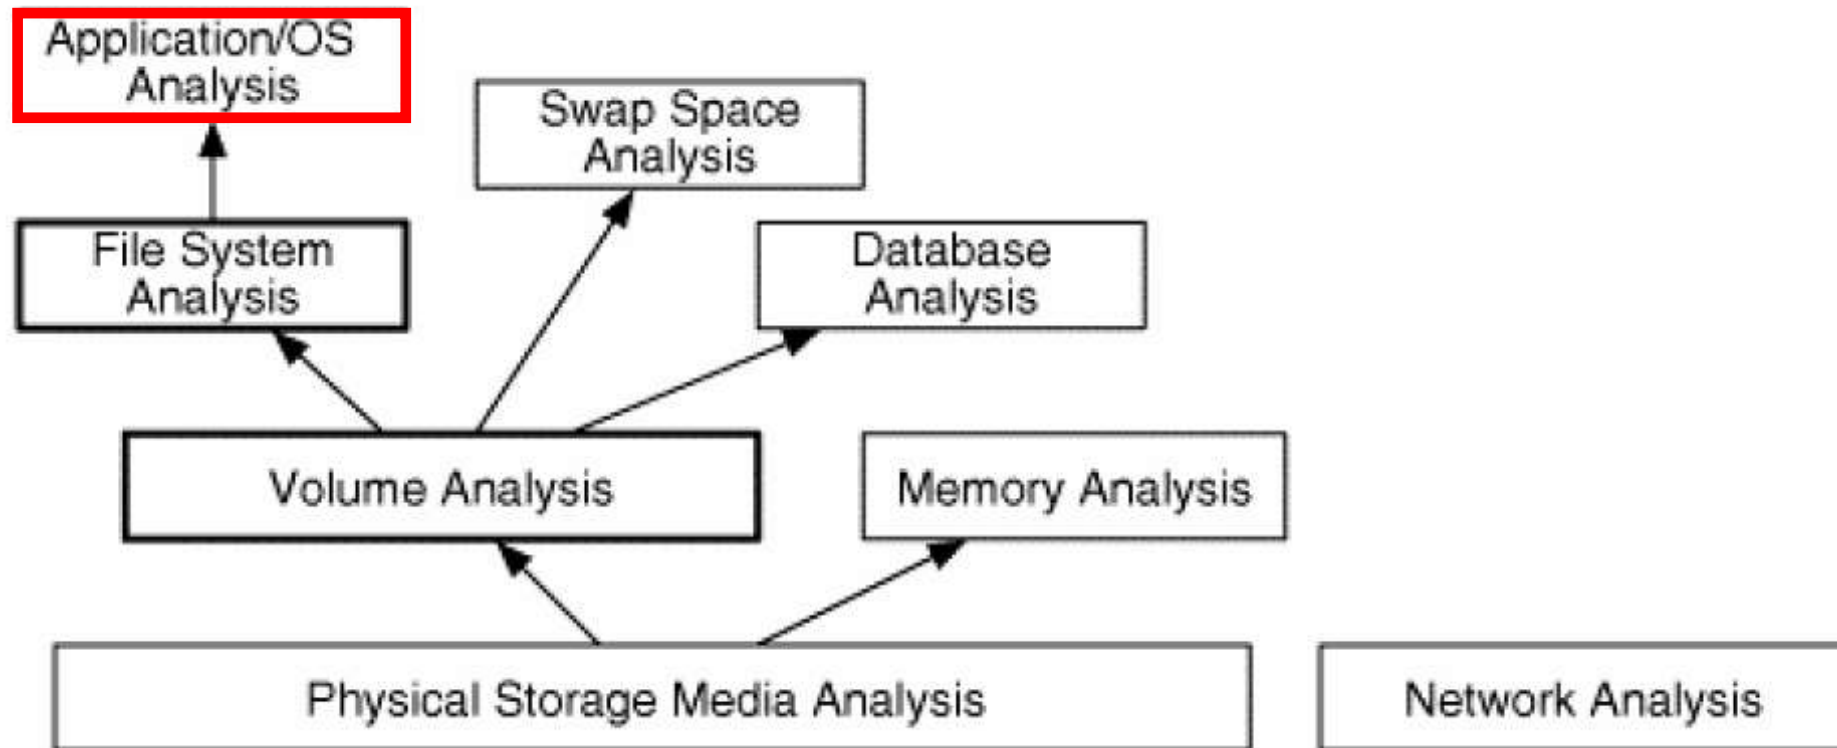 Application/OS
Analysis
Swap Space
Analysis
File System
Analysis
Database
Analysis
Volume Analysis
Memory Analysis
Physical Storage Media Analysis
Network Analysis